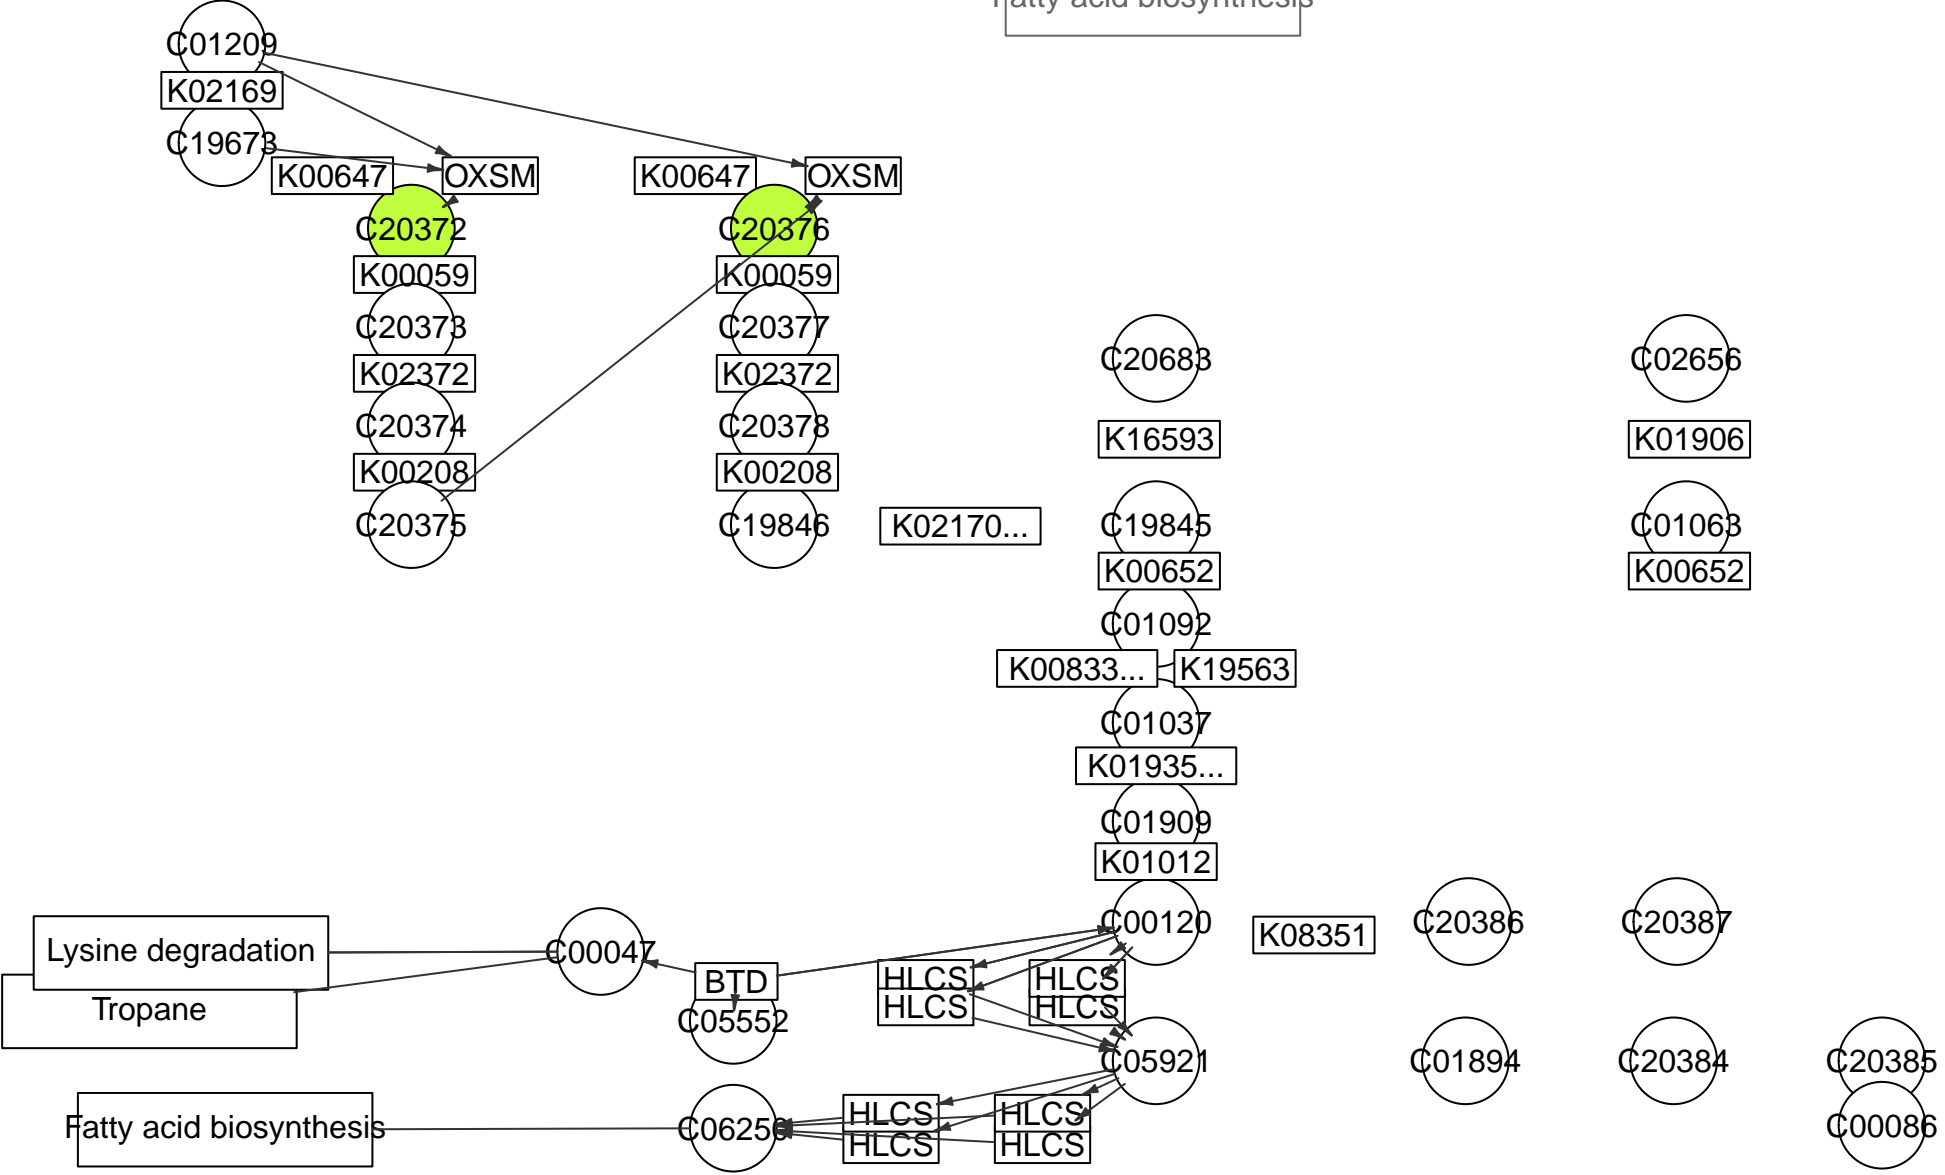 Fatty acid biosynthesis
C01209
K02169
C19673
K00647
OXSM
K00647
OXSM
C20372
C20376
K00059
K00059
C20373
C20377
C20683
C02656
K02372
K02372
C20374
C20378
K16593
K01906
K00208
K00208
C20375
C19846
K02170...
C19845
C01063
K00652
K00652
C01092
K00833...
K19563
C01037
K01935...
C01909
K01012
C00120
K08351
C20386
C20387
Lysine degradation
C00047
BTD
HLCS
HLCS
Tropane
C05552
HLCS
HLCS
C05921
C01894
C20384
C20385
Fatty acid biosynthesis
C06250
HLCS
HLCS
C00086
HLCS
HLCS